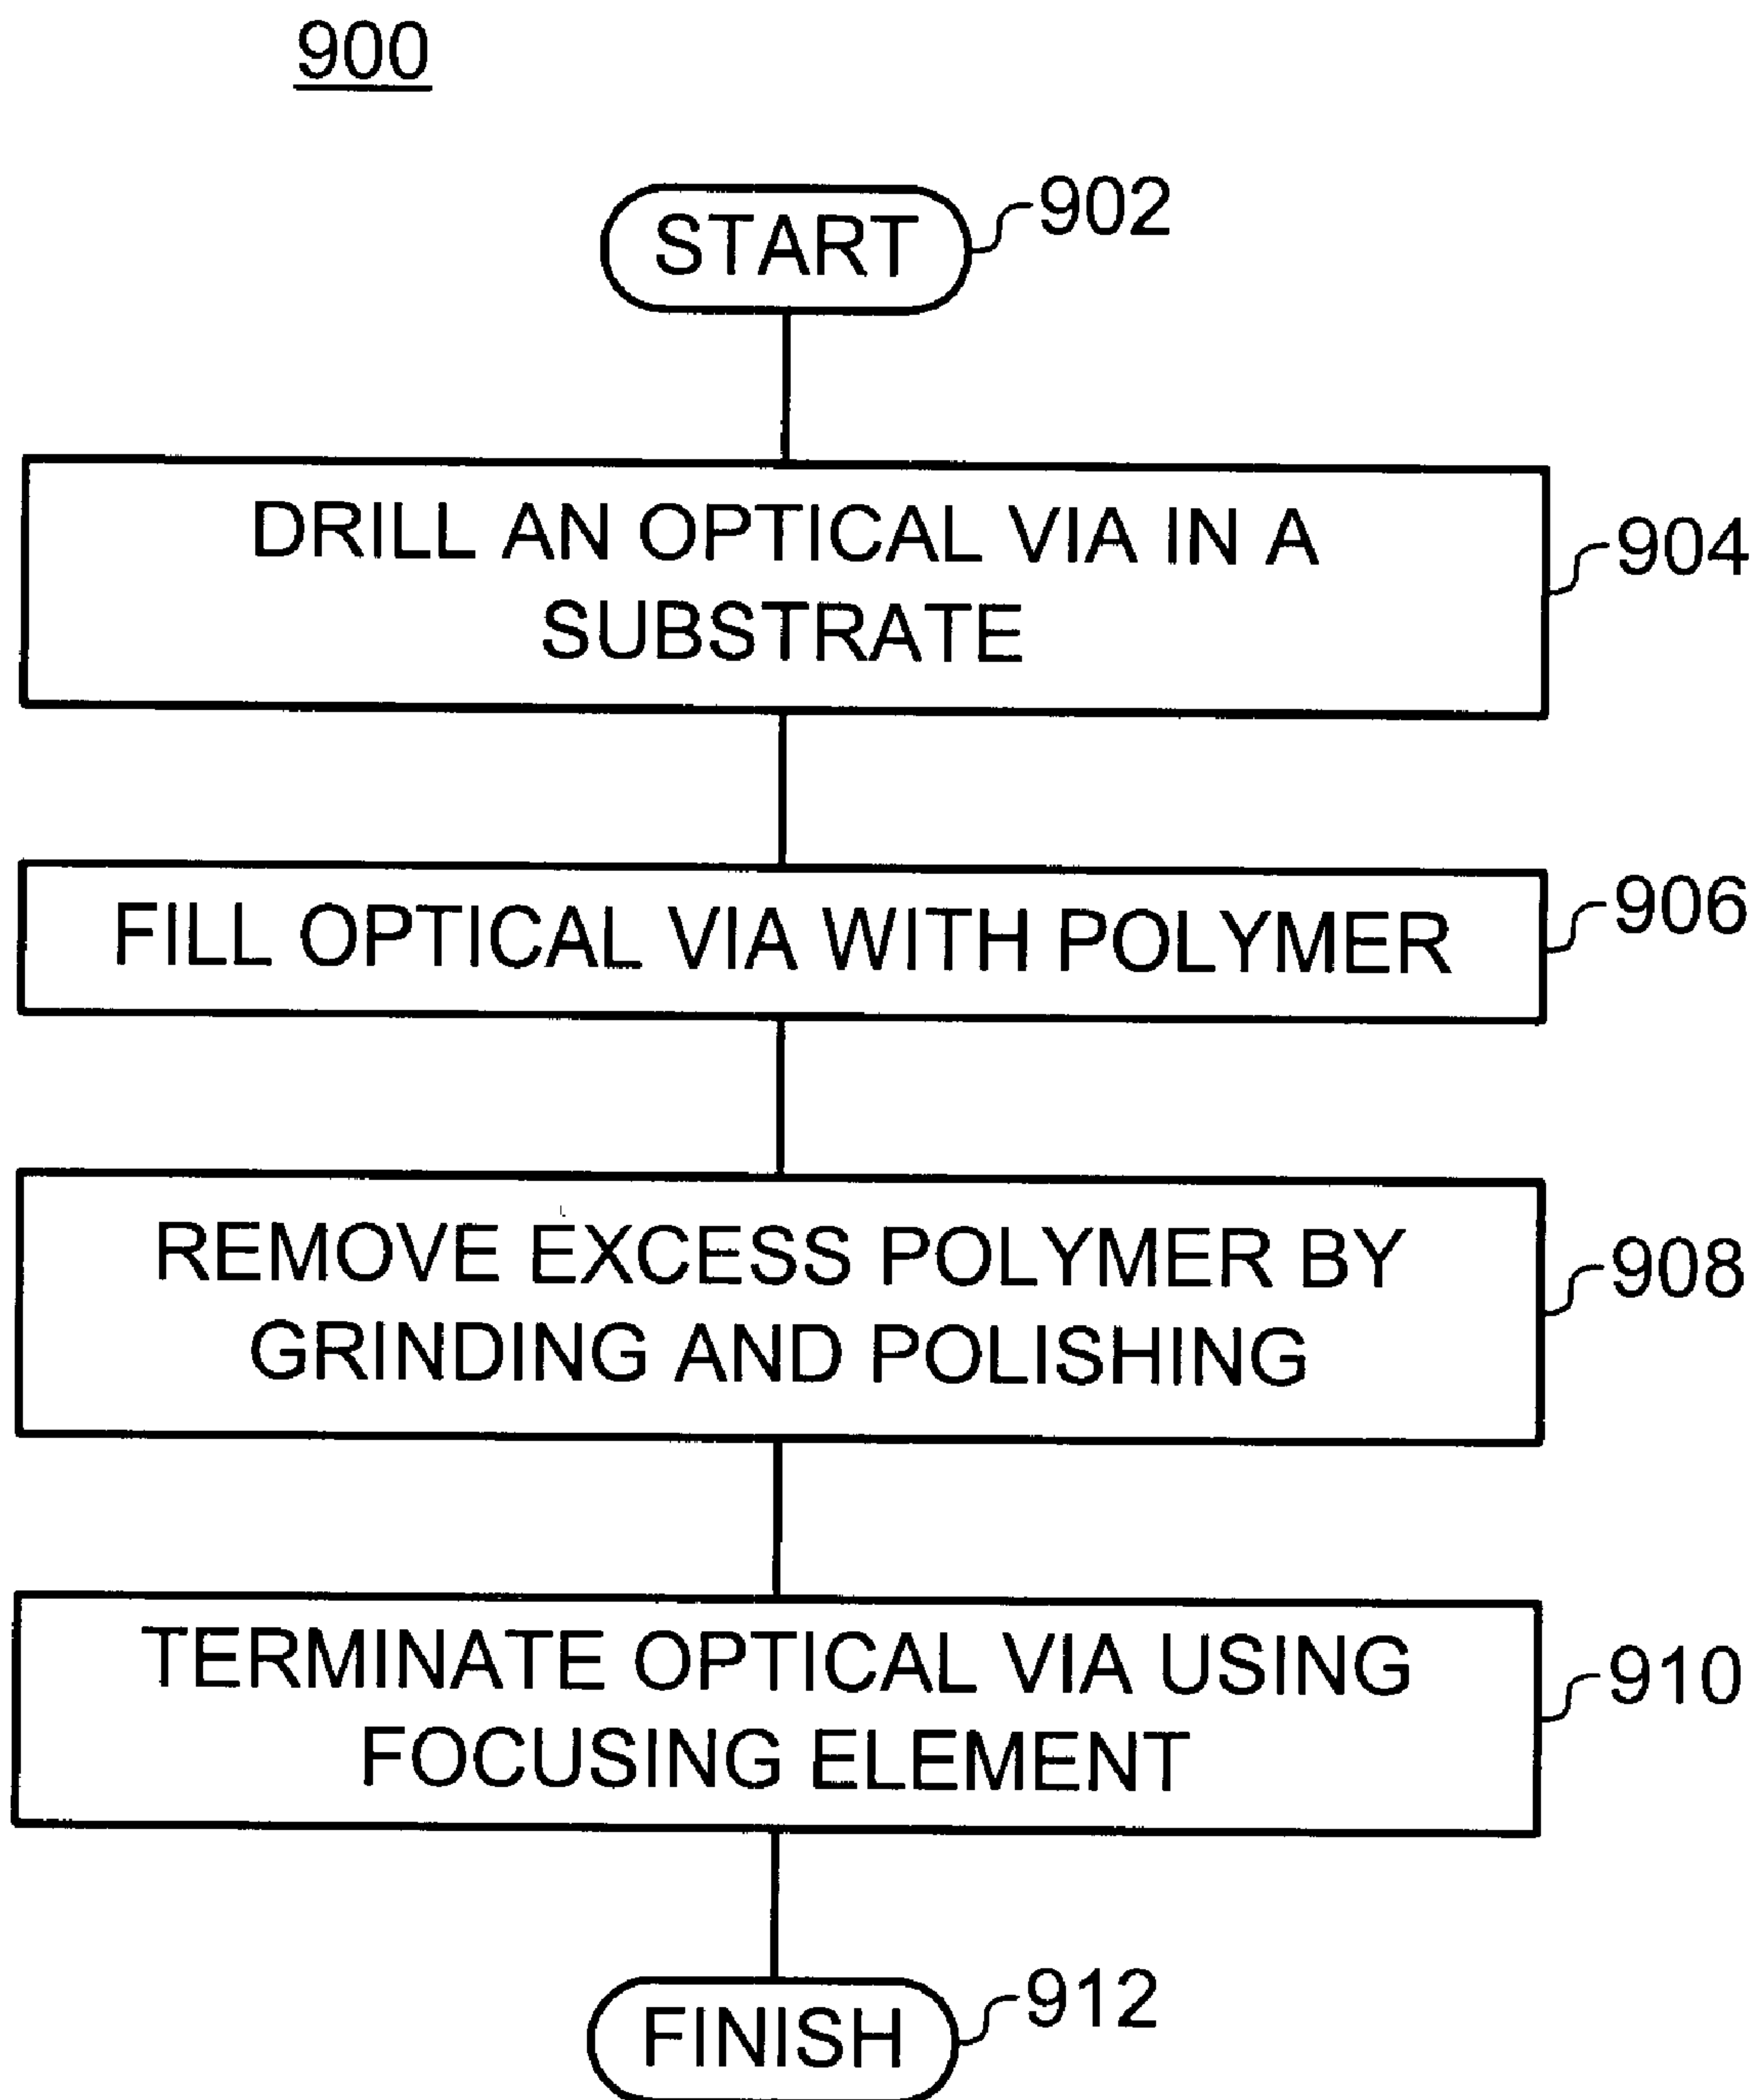 900
START
902
DRILL AN OPTICAL VIA IN A
SUBSTRATE
904
FILL OPTICAL VIA WITH POLYMER
906
REMOVE EXCESS POLYMER BY
GRINDING AND POLISHING
908
TERMINATE OPTICAL VIA USING
FOCUSING ELEMENT
910
FINISH
912